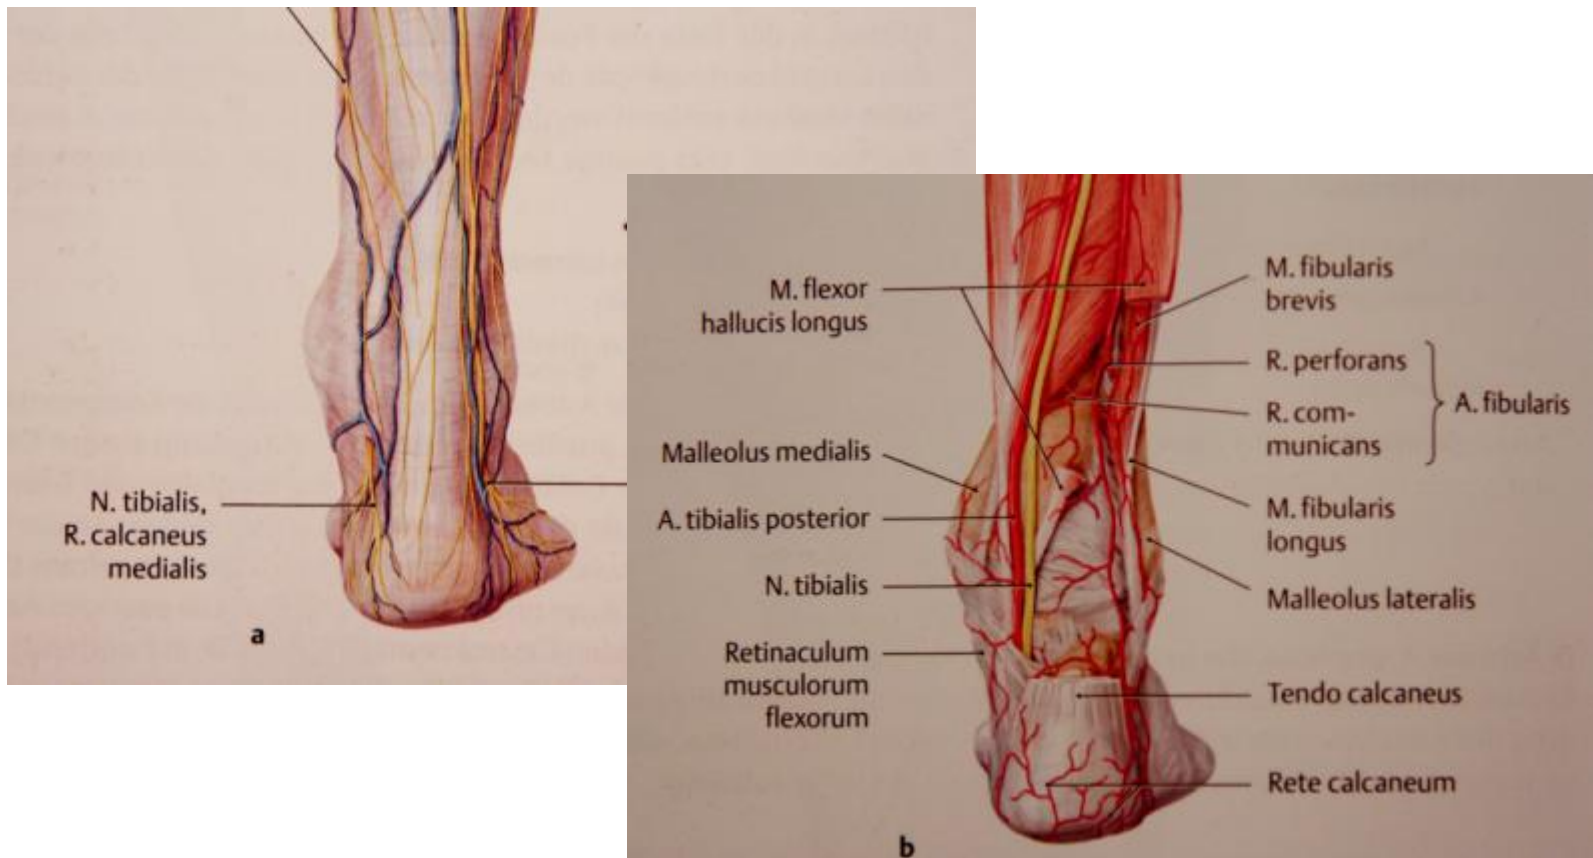 N. tibialis,
R. calcaneus
medialis
a
M. flexor
hallucis longus
Malleolus medialis
A. tibialis posterior
N. tibialis
Retinaculum
musculorum
flexorum
M. fibularis
brevis
R. perforans
R. com-
municans
A. fibularis
M. fibularis
longus
Malleolus lateralis
Tendo calcaneus
Rete calcaneum
b